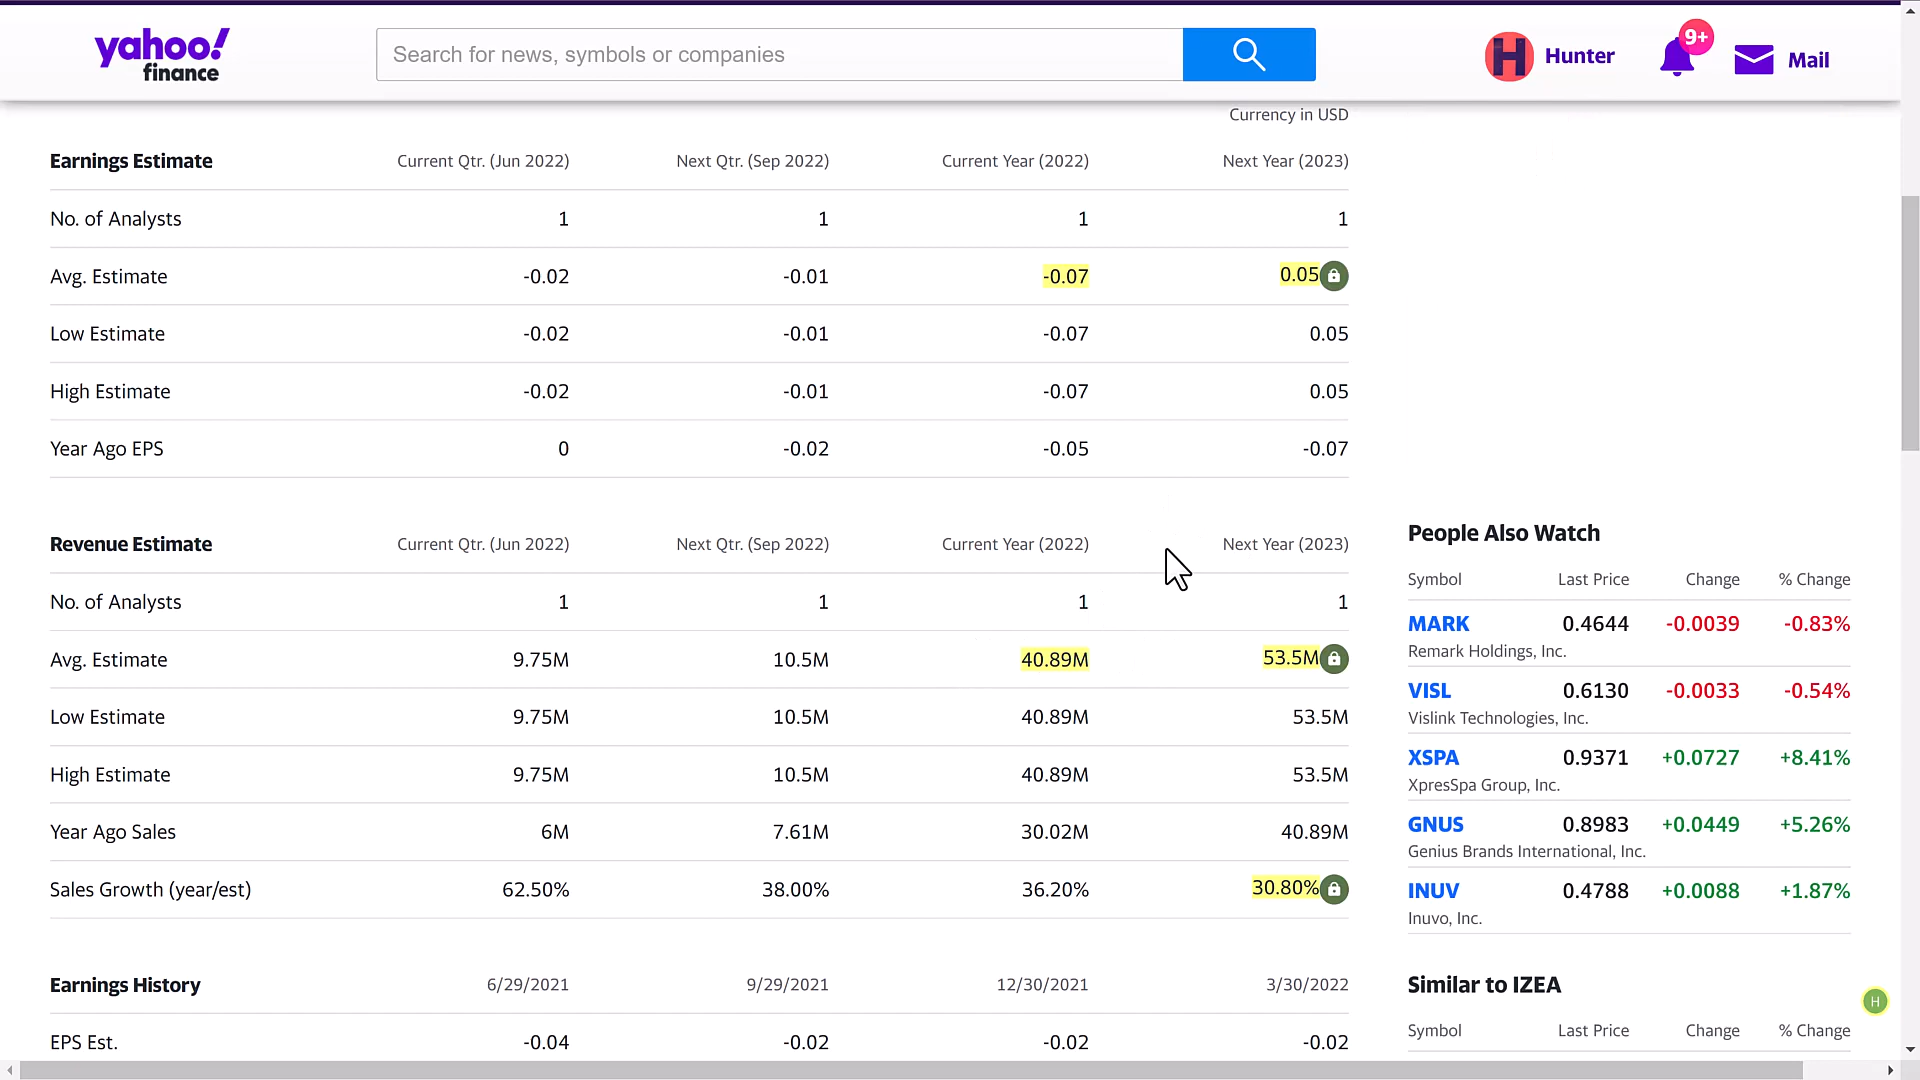 yahoo!
finance
Search for news, symbols or companies
H Hunter
9+
Mail
Currency in USD
Earnings Estimate Current Qtr. (Jun 2022) Next Qtr. (Sep 2022) Current Year (2022) Next Year (2023)
No. of Analysts 1 1 1 1
Avg. Estimate -0.02 -0.01 -0.07 0.05
Low Estimate -0.02 -0.01 -0.07 0.05
High Estimate -0.02 -0.01 -0.07 0.05
Year Ago EPS 0 -0.02 -0.05 -0.07
Revenue Estimate Current Qtr. (Jun 2022) Next Qtr. (Sep 2022) Current Year (2022) Next Year (2023)
No. of Analysts 1 1 1 1
Avg. Estimate 9.75M 10.5M 40.89M 53.5M
Low Estimate 9.75M 10.5M 40.89M 53.5M
High Estimate 9.75M 10.5M 40.89M 53.5M
Year Ago Sales 6M 7.61M 30.02M 40.89M
Sales Growth (year/est) 62.50% 38.00% 36.20% 30.80%
Earnings History 6/29/2021 9/29/2021 12/30/2021 3/30/2022
EPS Est. -0.04 -0.02 -0.02 -0.02
People Also Watch
Symbol Last Price Change % Change
MARK 0.4644 -0.0039 -0.83%
Remark Holdings, Inc.
VISL 0.6130 -0.0033 -0.54%
Vislink Technologies, Inc.
XSPA 0.9371 +0.0727 +8.41%
XpresSpa Group, Inc.
GNUS 0.8983 +0.0449 +5.26%
Genius Brands International, Inc.
INUV 0.4788 +0.0088 +1.87%
Inuvo, Inc.
Similar to IZEA
H
Symbol Last Price Change % Change